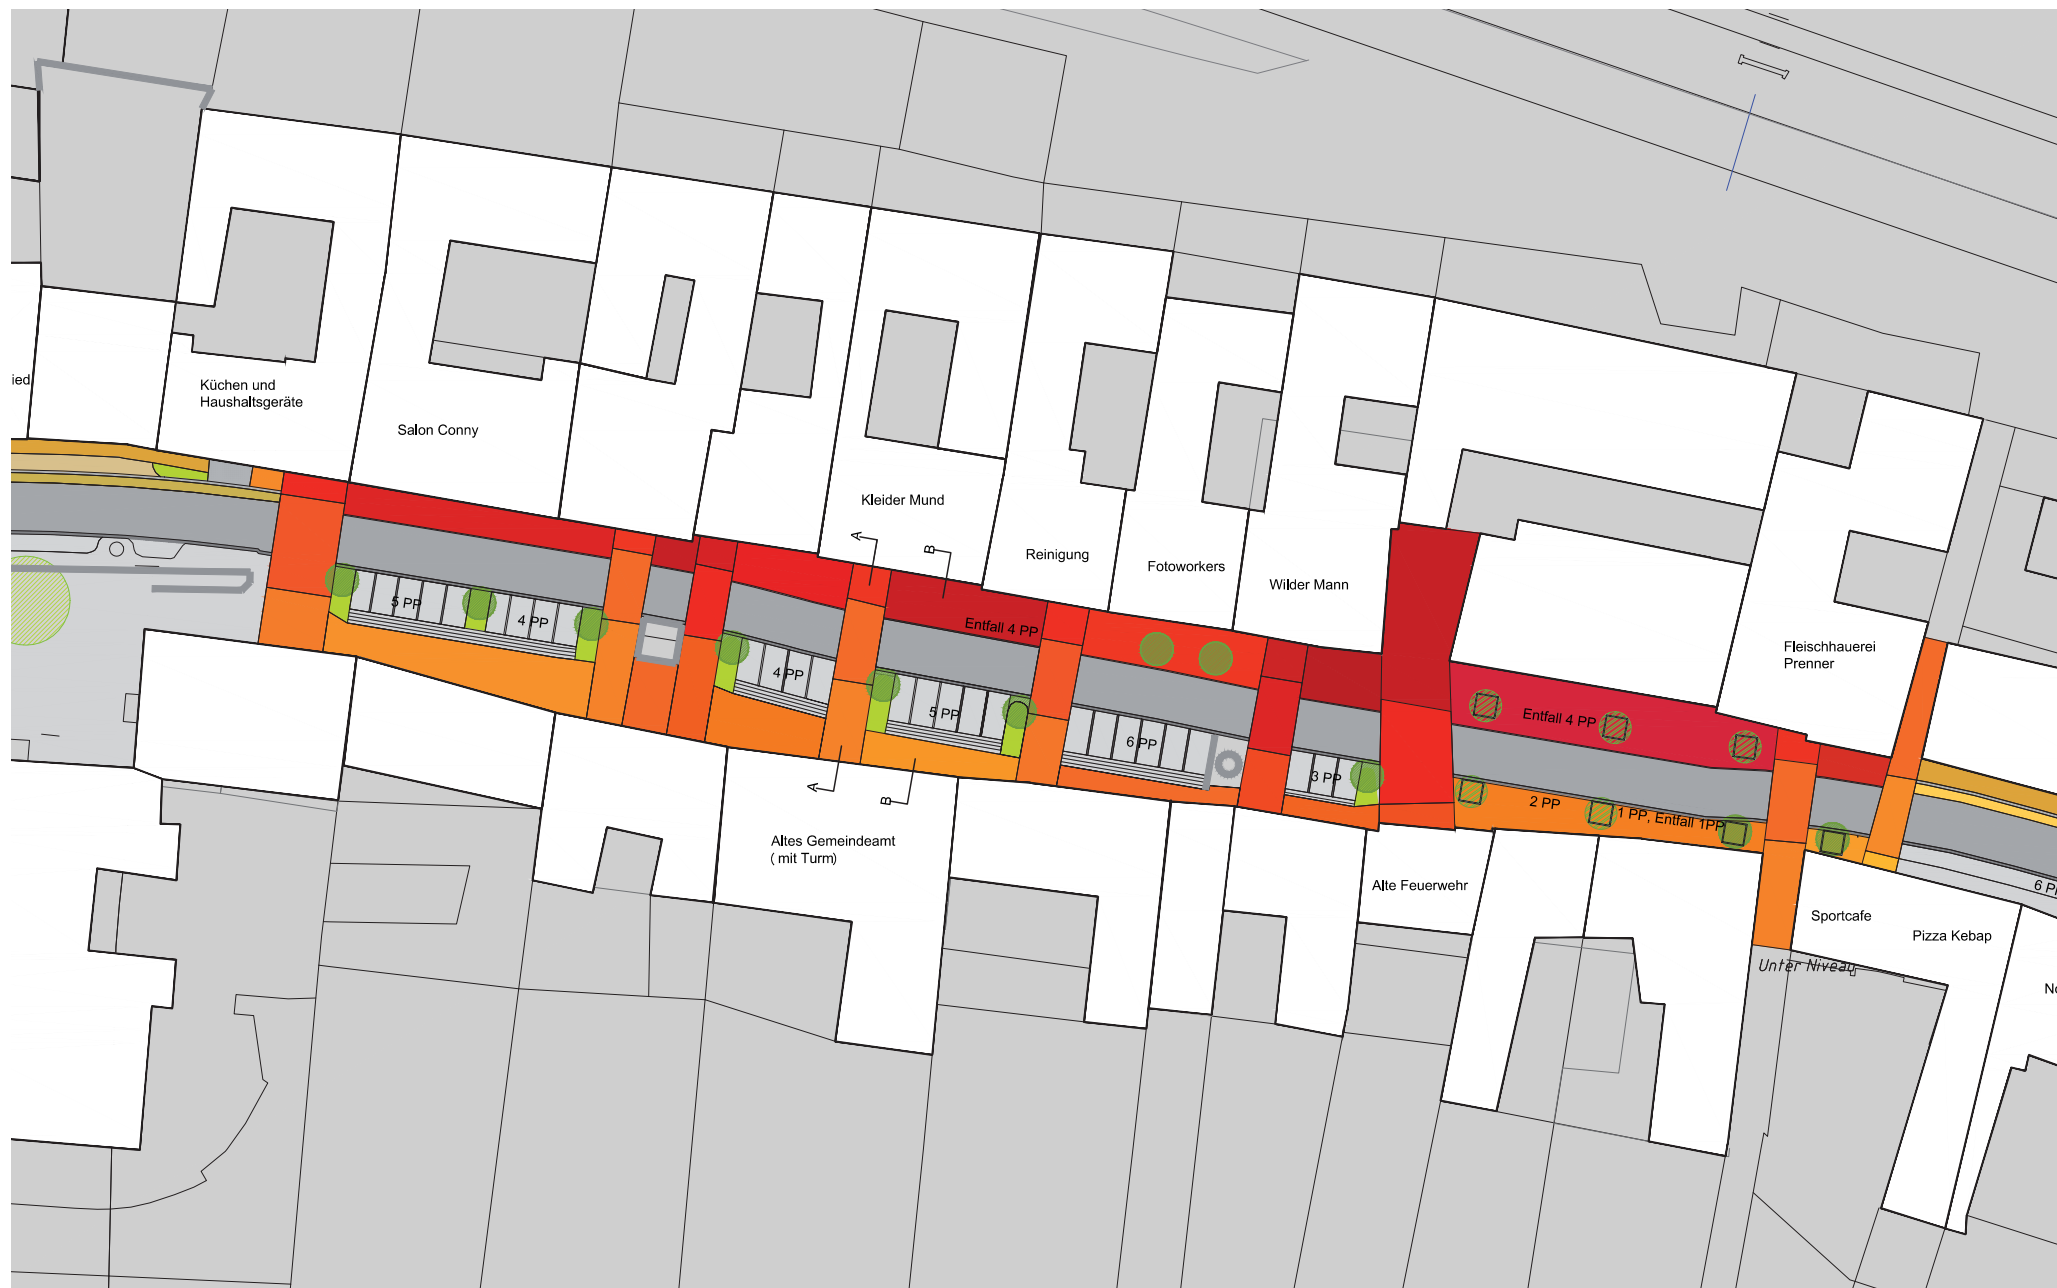 ied
Küchen und
Haushaltsgeräte
Salon Conny
Kleider Mund
Reinigung
Fotoworkers
Wilder Mann
Fleischhauerei
Prenner
A
B
5 PP
4 PP
4 PP
Entfall 4 PP
5 PP
6 PP
3 PP
Entfall 4 PP
2 PP
1 PP, Entfall 1PP
6 P
A
B
Altes Gemeindeamt
( mit Turm)
Alte Feuerwehr
Sportcafe
Pizza Kebap
Unter Niveau
No